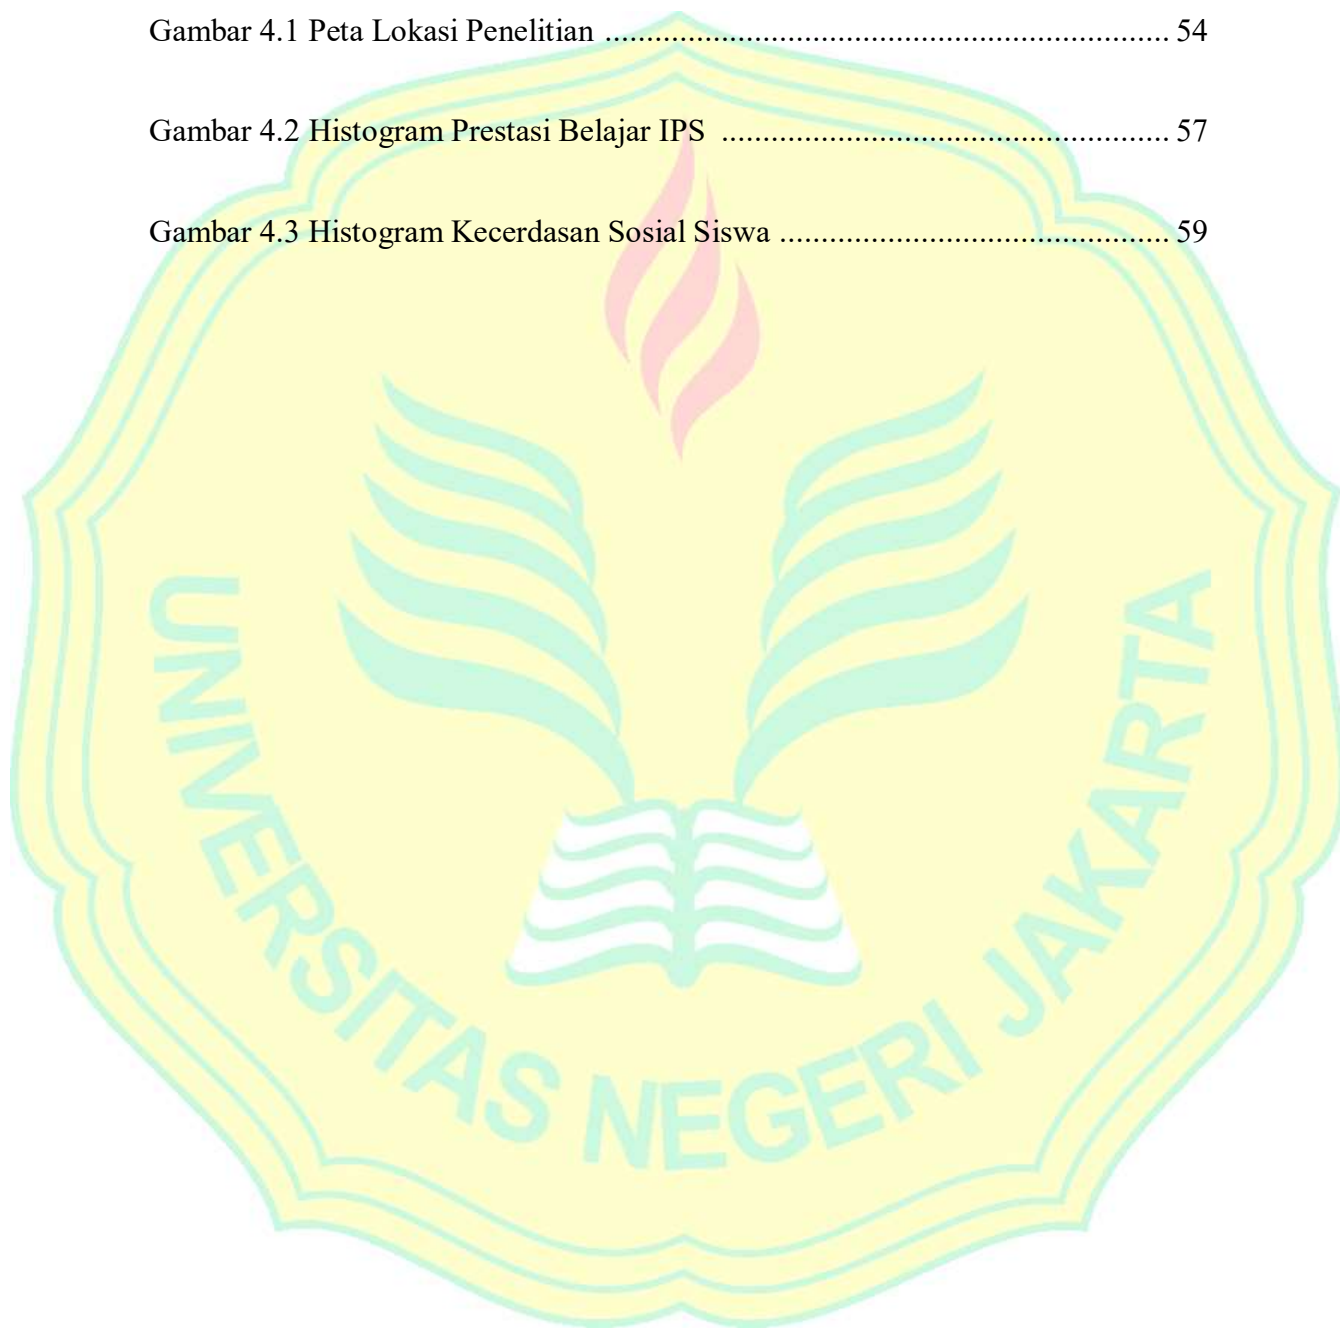 Gambar 4.1 Peta Lokasi Penelitian ...................................................................... 54
Gambar 4.2 Histogram Prestasi Belajar IPS ........................................................ 57
Gambar 4.3 Histogram Kecerdasan Sosial Siswa ................................................ 59
UNIVERSITAS NEGERI JAKARTA